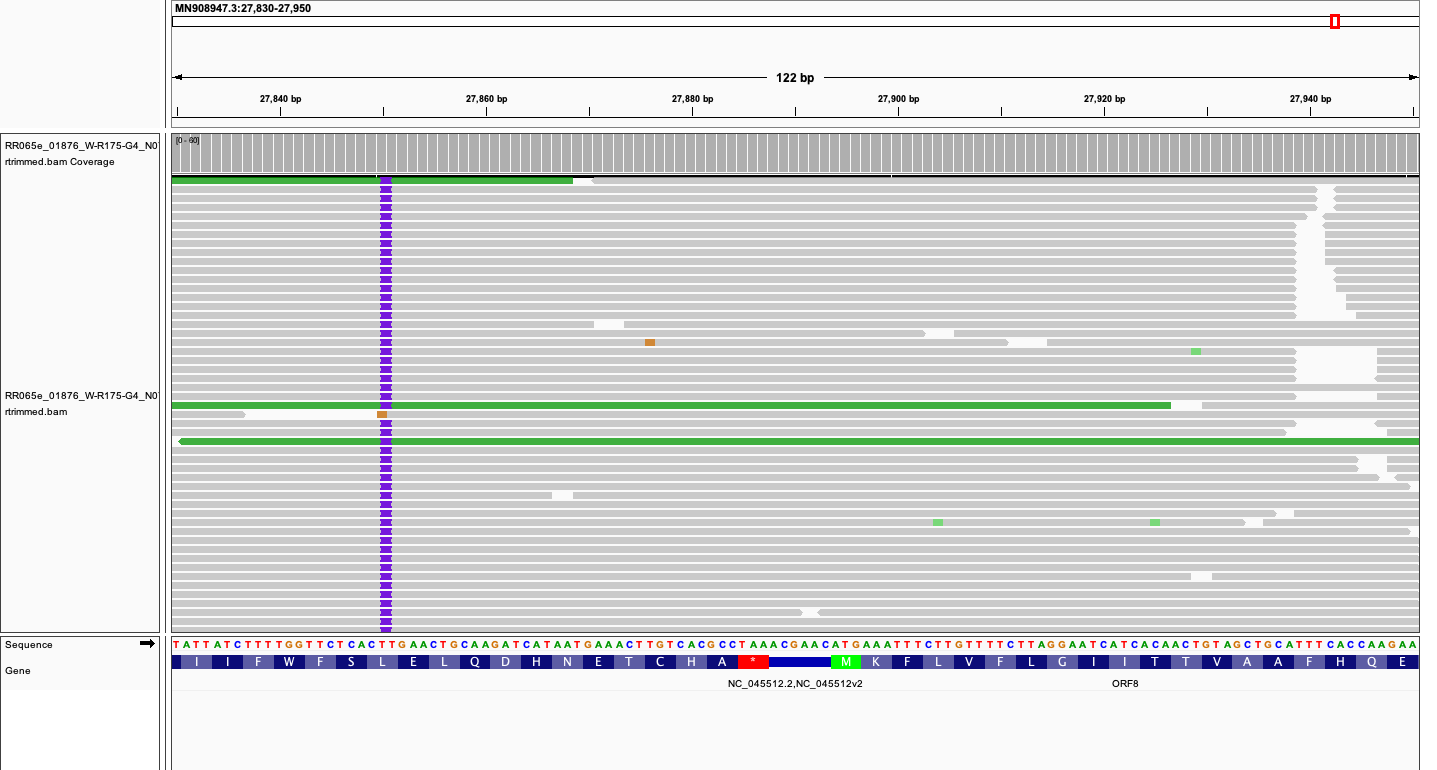 MN908947.3:27,830-27,950
122 bp
27,840 bp 27,860 bp 27,880 bp 27,900 bp 27,920 bp 27,940 bp
RR065e_01876_W-R175-G4_N0
rtrimmed.bam Coverage
[0 - 60]
RR065e_01876_W-R175-G4_N0
rtrimmed.bam
Sequence
TATTATCTTTTGGTTCTCACTTGAACTGCAAGATCATAATGAAACTTGTCACGCCTAAACGAACATGAAATTTCTTGTTTTCTTAGGAATCATCACAACTGTAGCTGCATTTCACCAAGAA
Gene
I I F W F S L E L Q D H N E T C H A * M K F L V F L G I I T T V A A F H Q E
NC_045512.2,NC_045512v2 ORF8